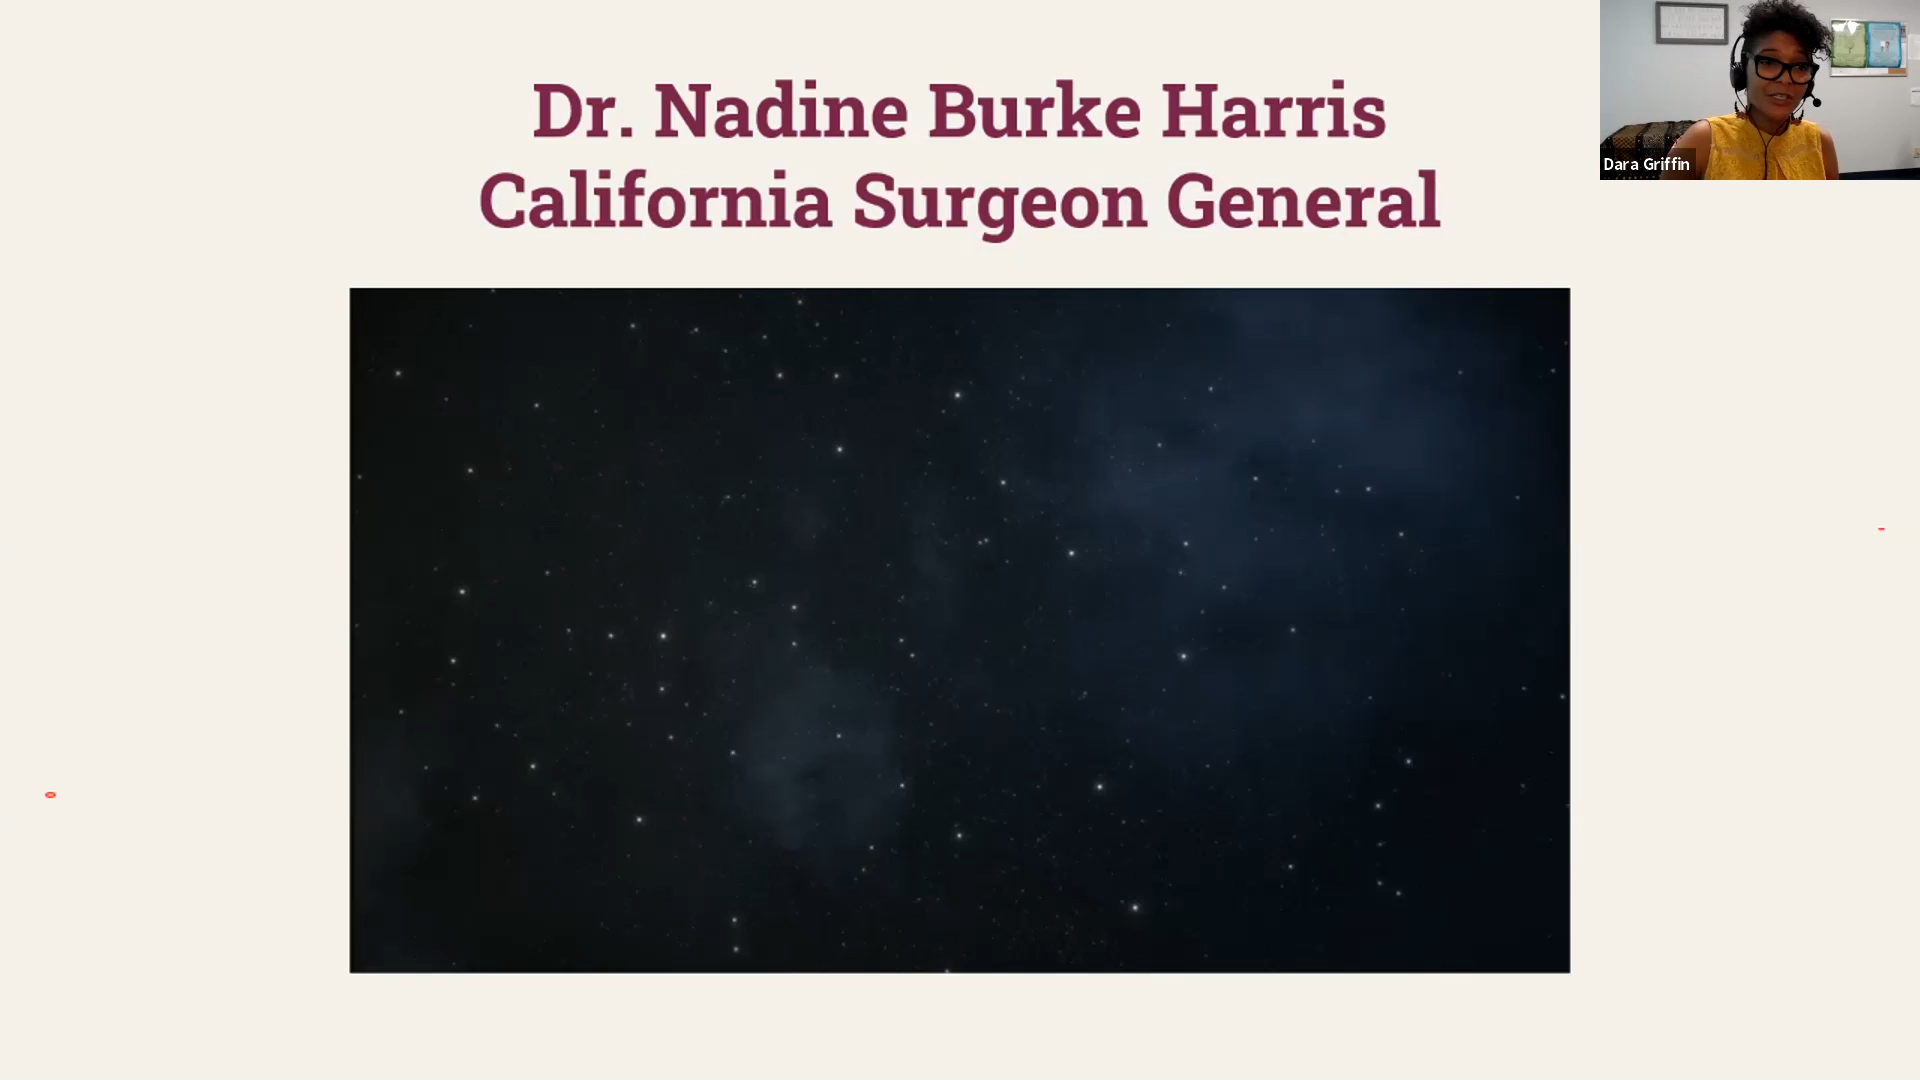 Dr. Nadine Burke Harris
California Surgeon General
Dara Griffin